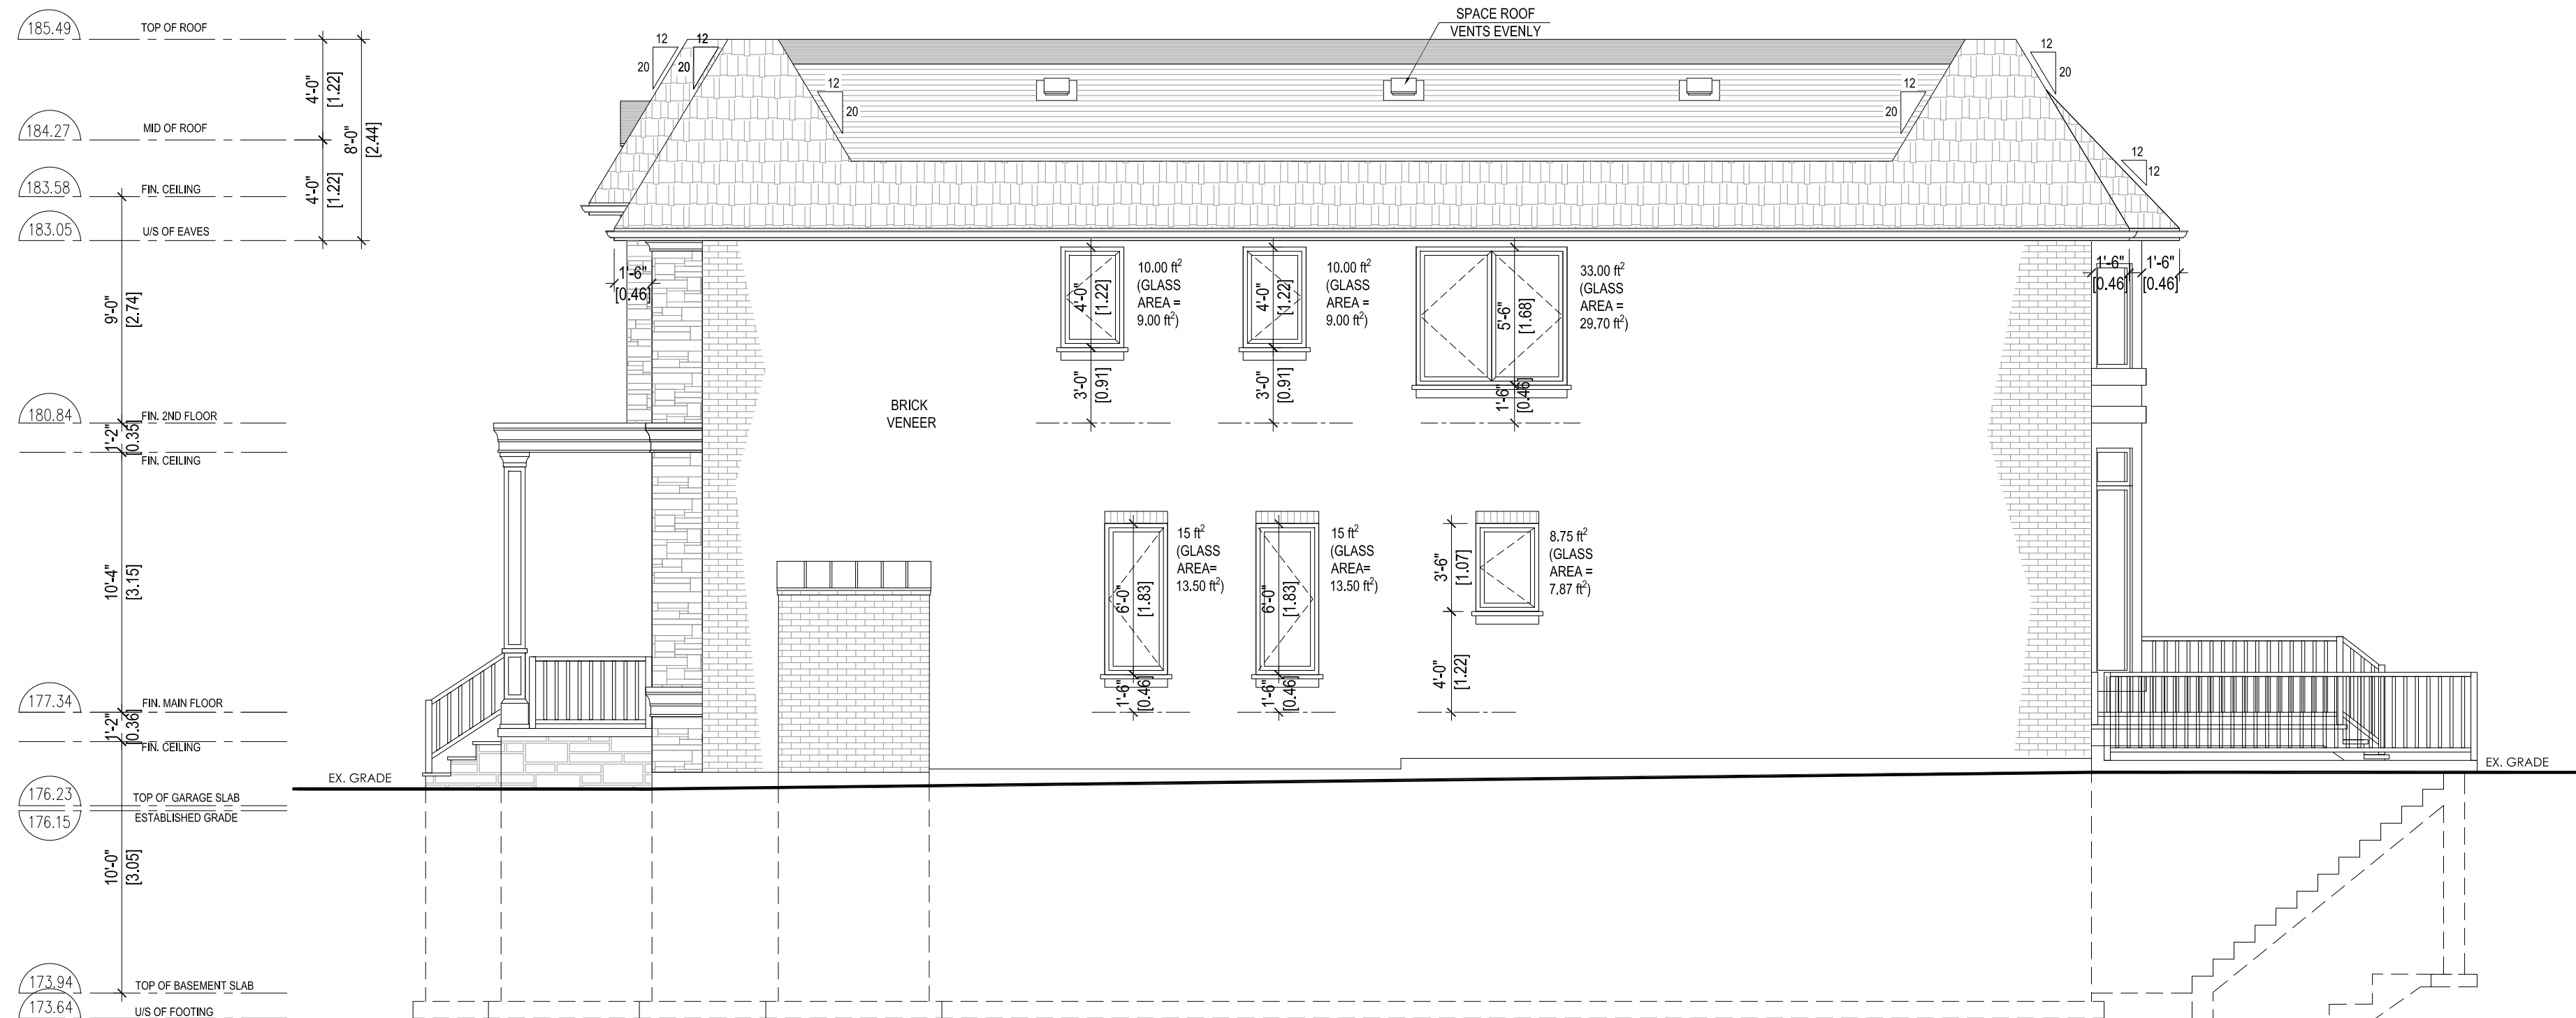 185.49
TOP OF ROOF
184.27
MID OF ROOF
183.58
FIN. CEILING
183.05
U/S OF EAVES
180.84
FIN. 2ND FLOOR
FIN. CEILING
177.34
FIN. MAIN FLOOR
FIN. CEILING
176.23
TOP OF GARAGE SLAB
176.15
ESTABLISHED GRADE
173.94
TOP OF BASEMENT SLAB
173.64
U/S OF FOOTING
9'-0"
[2.74]
1'-2"
[0.35]
10'-4"
[3.15]
1'-2"
[0.36]
10'-0"
[3.05]
4'-0"
[1.22]
4'-0"
[1.22]
8'-0"
[2.44]
12
20
12
20
12
20
SPACE ROOF
VENTS EVENLY
12
20
12
20
12
12
1'-6"
[0.46]
4'-0"
[1.22]
3'-0"
[0.91]
10.00 ft²
(GLASS
AREA =
9.00 ft²)
4'-0"
[1.22]
3'-0"
[0.91]
10.00 ft²
(GLASS
AREA =
9.00 ft²)
5'-6"
[1.68]
1'-6"
[0.46]
33.00 ft²
(GLASS
AREA =
29.70 ft²)
1'-6"
[0.46]
1'-6"
[0.46]
BRICK
VENEER
6'-0"
[1.83]
1'-6"
[0.46]
15 ft²
(GLASS
AREA=
13.50 ft²)
6'-0"
[1.83]
1'-6"
[0.46]
15 ft²
(GLASS
AREA=
13.50 ft²)
3'-6"
[1.07]
4'-0"
[1.22]
8.75 ft²
(GLASS
AREA =
7.87 ft²)
EX. GRADE
EX. GRADE